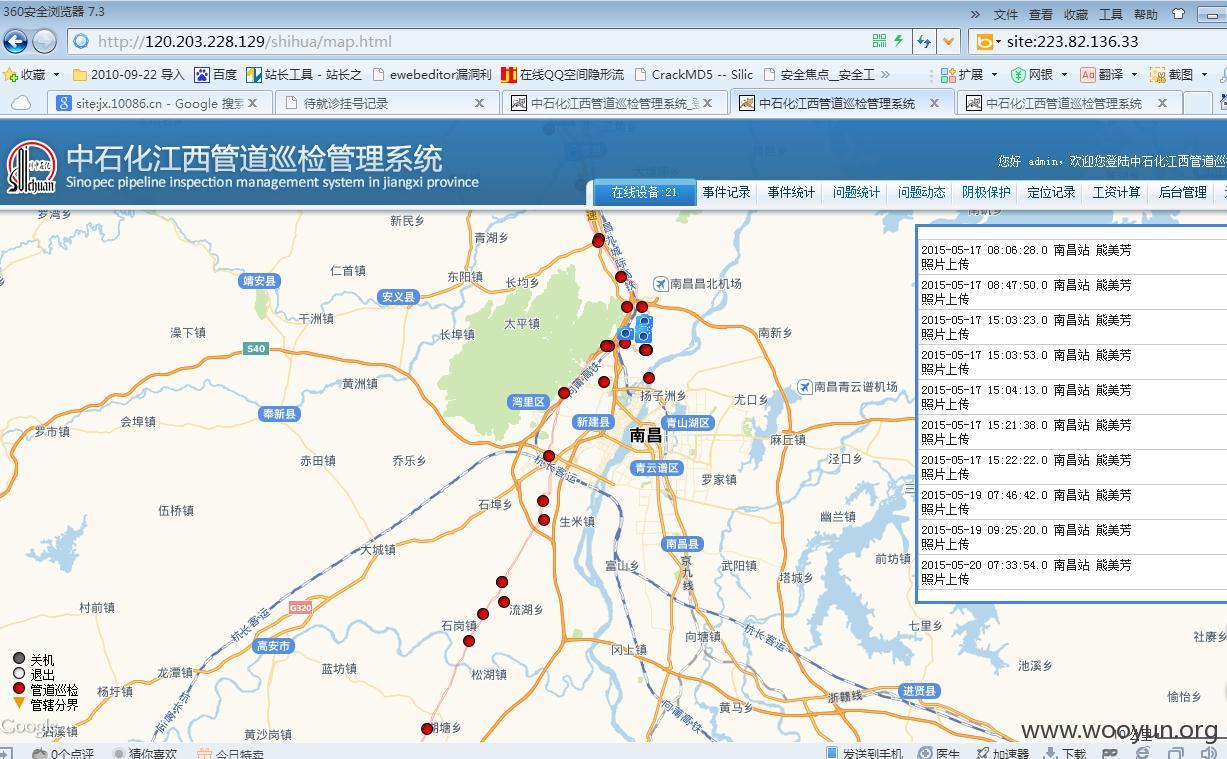 360安全浏览器 7.3
» 文件 查看 收藏 工具 帮助
http://120.203.228.129/shihua/map.html
site:223.82.136.33
收藏 2010-09-22 导入 百度 站长工具 - 站长之 ewebeditor漏洞利 在线QQ空间隐形流 CrackMD5 -- Silic 安全焦点__安全工 »
扩展 网银 Aa 翻译 截图
site:jx.10086.cn - Google 搜索
待就诊挂号记录
中石化江西管道巡检管理系统_
中石化江西管道巡检管理系统
中石化江西管道巡检管理系统
中石化江西管道巡检管理系统
Sinopec pipeline inspection management system in jiangxi province
您好 admin，欢迎您登陆中石化江西管道巡
在线设备:21 事件记录 事件统计 问题统计 问题动态 阴极保护 定位记录 工资计算 后台管理
罗湾乡
新民乡
青湖乡
仁首镇
靖安县
东阳镇
长均乡
南昌昌北机场
安义县
干洲镇
太平镇
澡下镇
长埠镇
南新乡
S40
黄洲镇
南昌青云谱机场
湾里区
扬子洲乡
尤口乡
奉新县
会埠镇
新建县
青山湖区
罗市镇
南昌
麻丘镇
赤田镇
乔乐乡
杭长客运
青云谱区
泾口乡
罗家镇
石埠乡
伍桥镇
生米镇
幽兰镇
大城镇
南昌县
前坊镇
富山乡
京九线
武阳镇
塔城乡
村前镇
G320
流湖乡
杭长客运
石岗镇
七里乡
高安市
向塘镇
杭长客运
社赓乡
冈上镇
池溪乡
龙潭镇
蓝坊镇
松湖镇
杨圩镇
进贤县
浙赣线
愉怡乡
黄马乡
向莆高铁
黄沙岗镇
2015-05-17 08:06:28.0 南昌站 熊美芳
照片上传
2015-05-17 08:47:50.0 南昌站 熊美芳
照片上传
2015-05-17 15:03:23.0 南昌站 熊美芳
照片上传
2015-05-17 15:03:53.0 南昌站 熊美芳
照片上传
2015-05-17 15:04:13.0 南昌站 熊美芳
照片上传
2015-05-17 15:21:38.0 南昌站 熊美芳
照片上传
2015-05-17 15:22:22.0 南昌站 熊美芳
照片上传
2015-05-19 07:46:42.0 南昌站 熊美芳
照片上传
2015-05-19 09:25:20.0 南昌站 熊美芳
照片上传
2015-05-20 07:33:54.0 南昌站 熊美芳
照片上传
关机
退出
管道巡检
管辖分界
Google
www.wooyun.org
0个点评 猜你喜欢 今日特卖
发送到手机 医生 加速器 下载